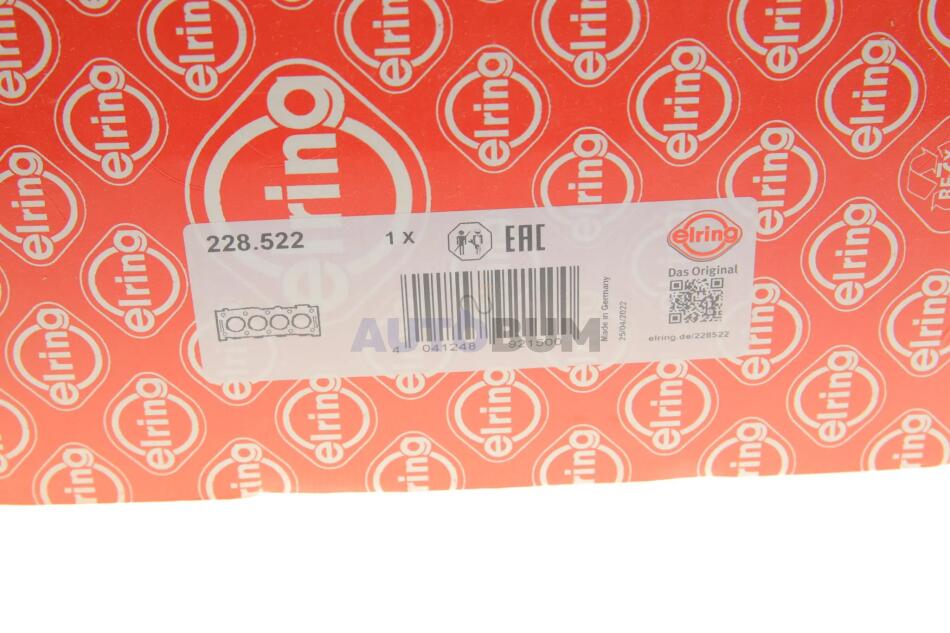 elring
228.522
1 X
EAC
elring
Das Original
Made in Germany
25/04/2022
elring.de/228522
4 041248 921500
AUTOBUM